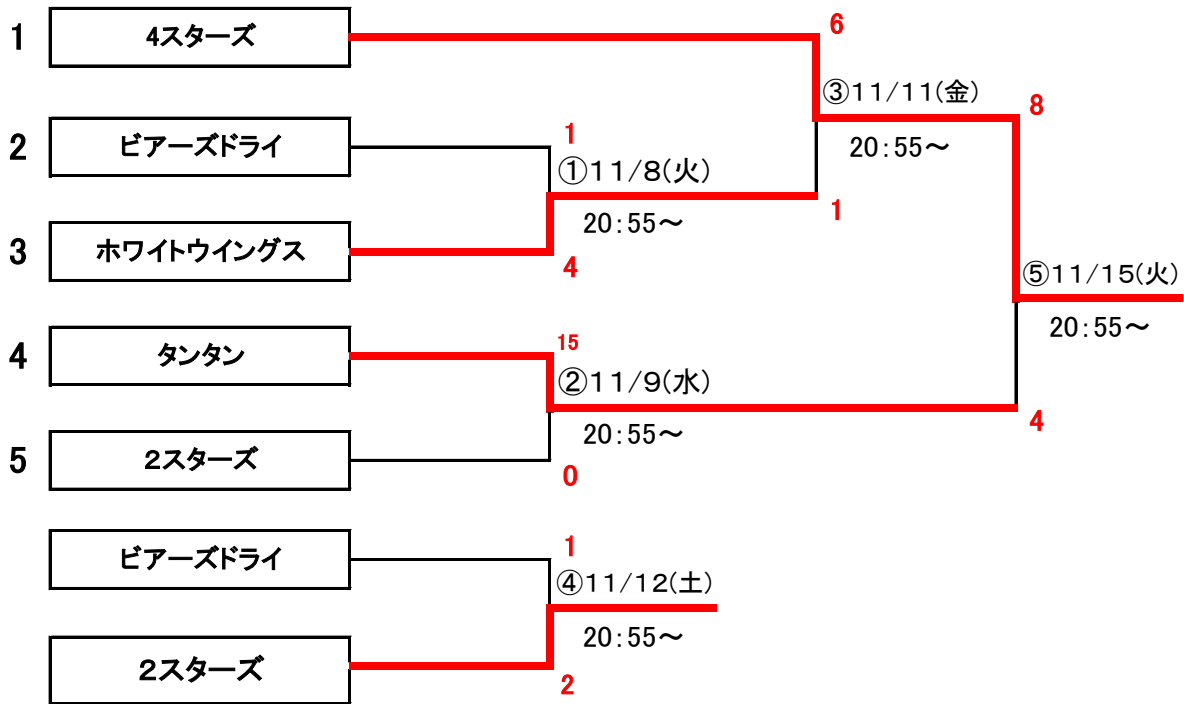 1
4スターズ
6
③11/11(金)
8
2
ビアーズドライ
1
20:55～
①11/8(火)
1
20:55～
3
ホワイトウイングス
4
⑤11/15(火)
20:55～
4
タンタン
15
②11/9(水)
4
20:55～
5
２スターズ
0
ビアーズドライ
1
④11/12(土)
20:55～
２スターズ
2